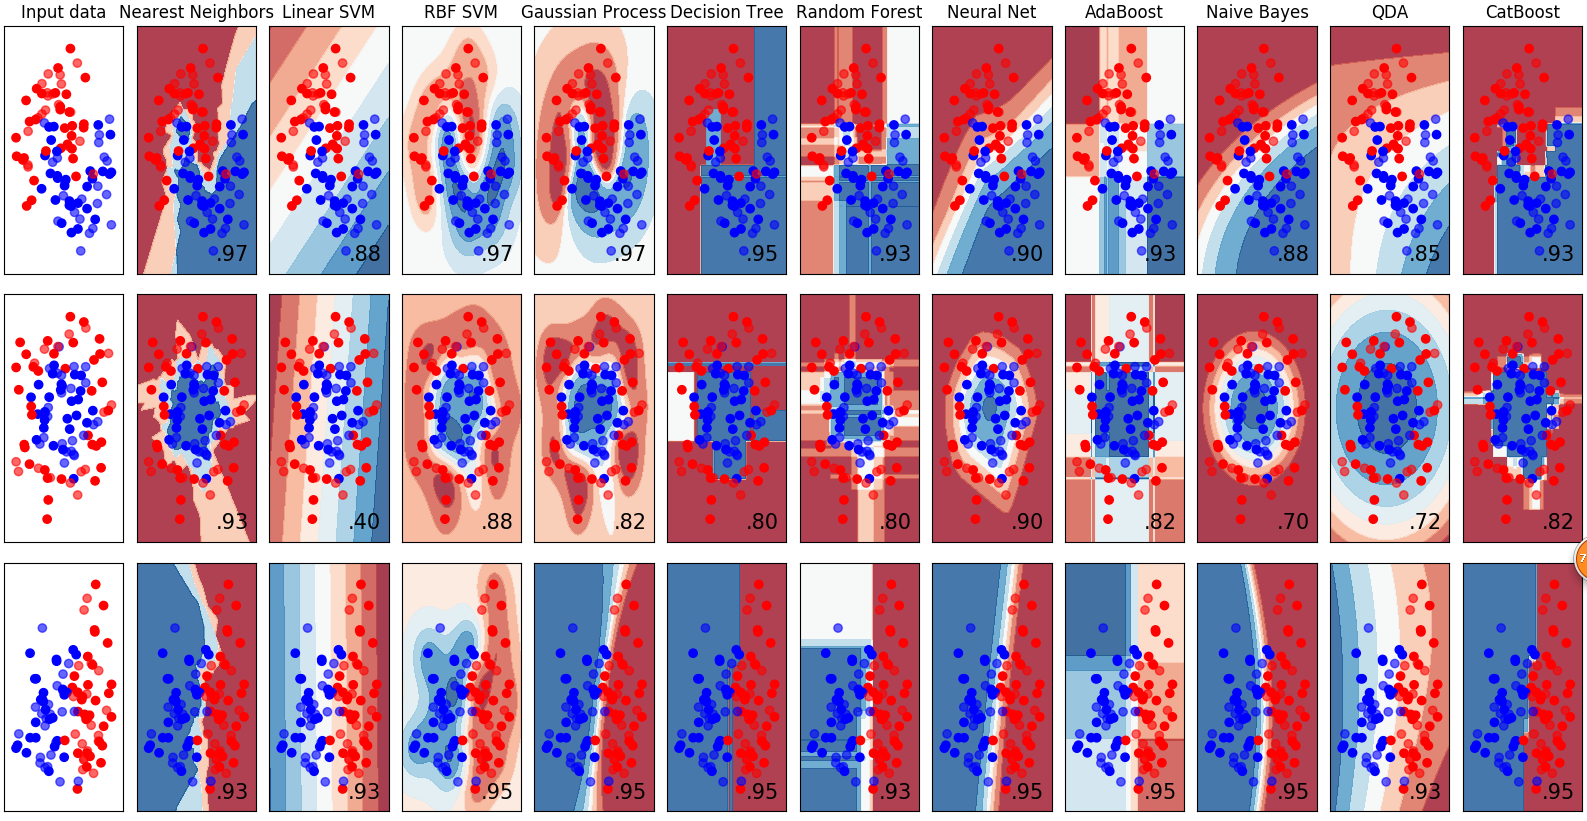 Input data Nearest Neighbors Linear SVM RBF SVM Gaussian Process Decision Tree Random Forest Neural Net AdaBoost Naive Bayes QDA CatBoost
.97 .88 .97 .97 .95 .93 .90 .93 .88 .85 .93
.93 .40 .88 .82 .80 .80 .90 .82 .70 .72 .82
7
.93 .93 .95 .95 .95 .93 .95 .95 .95 .93 .95